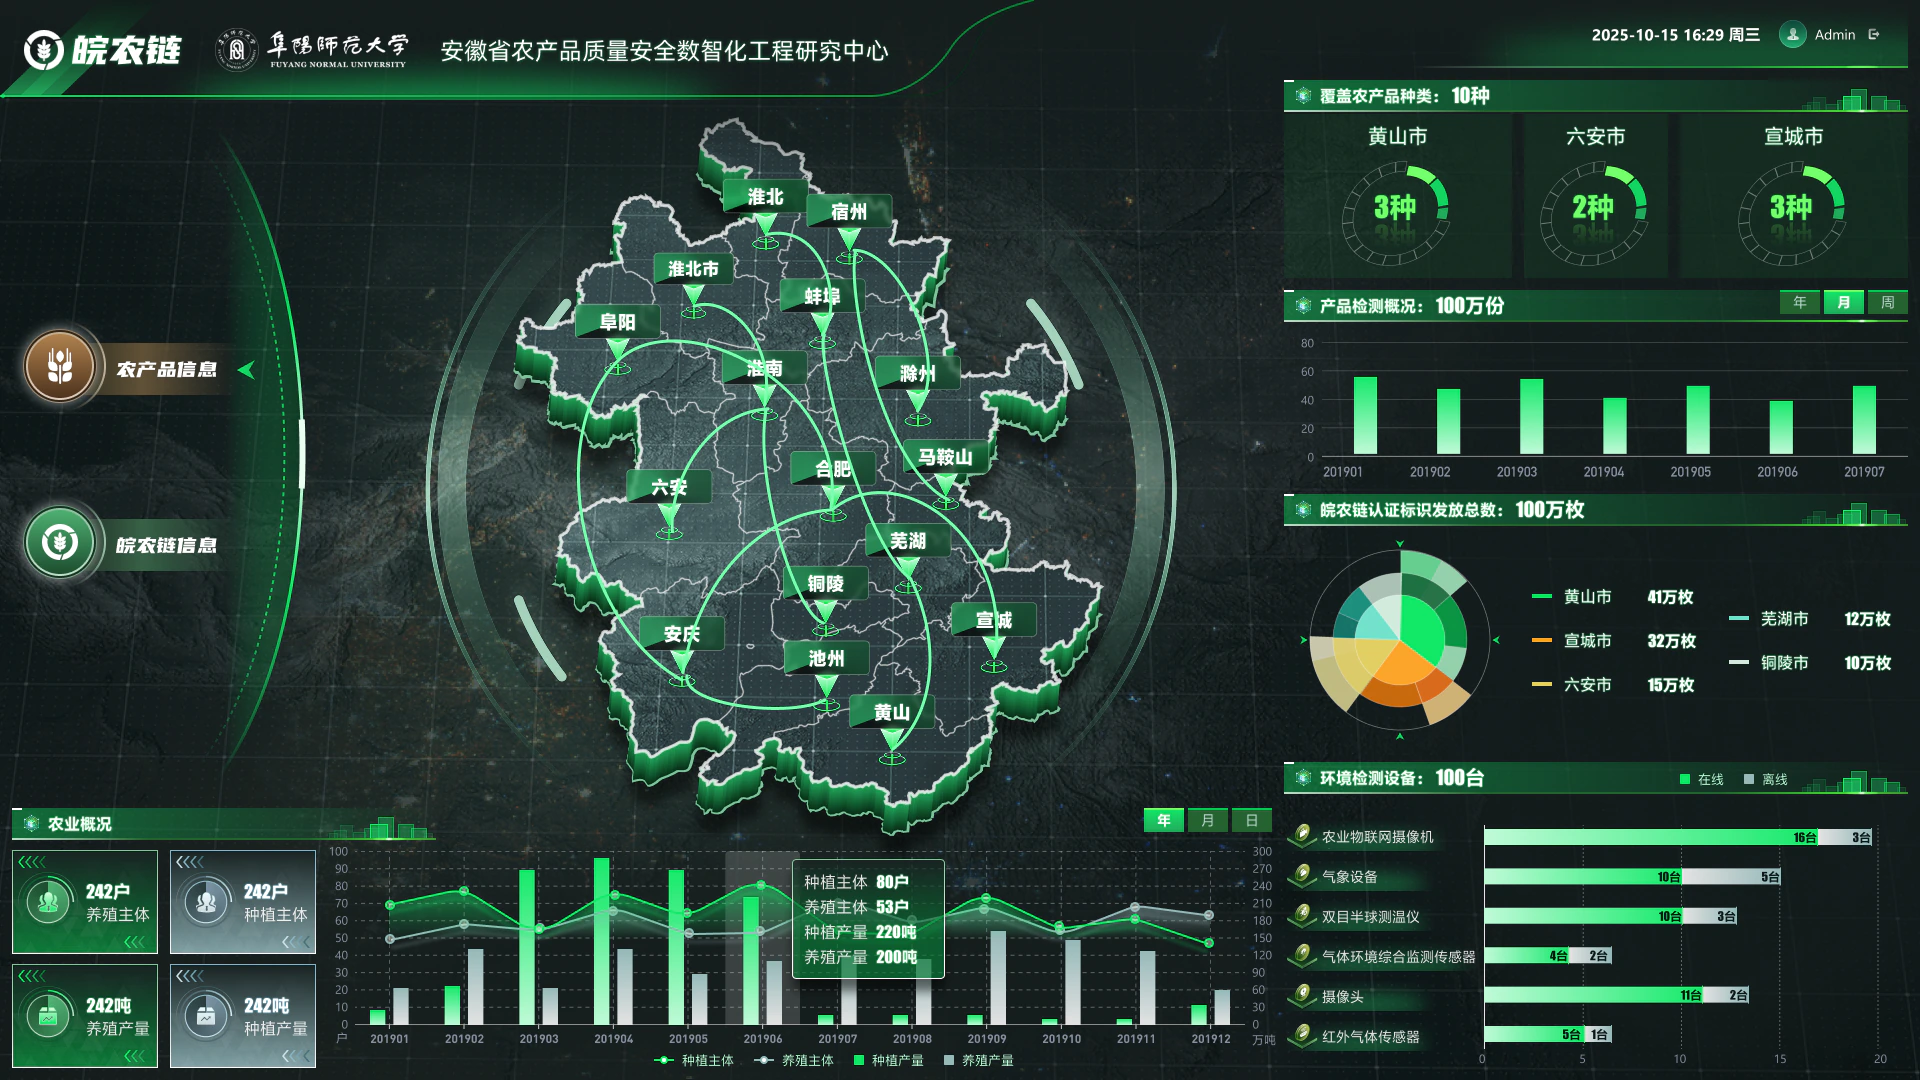 皖农链
阜阳师范大学
FUYANG NORMAL UNIVERSITY
安徽省农产品质量安全数智化工程研究中心
2025-10-15 16:29 周三
Admin
农产品信息
皖农链信息
淮北
宿州
淮北市
蚌埠
阜阳
淮南
滁州
马鞍山
合肥
六安
芜湖
铜陵
宣城
安庆
池州
黄山
覆盖农产品种类： 10种
黄山市 六安市 宣城市
3种 2种 3种
产品检测概况： 100万份
年 月 周
80
60
40
20
0
201901 201902 201903 201904 201905 201906 201907
皖农链认证标识发放总数： 100万枚
黄山市 41万枚
宣城市 32万枚
六安市 15万枚
芜湖市 12万枚
铜陵市 10万枚
环境检测设备： 100台
在线 离线
农业物联网摄像机 16台 3台
气象设备 10台 5台
双目半球测温仪 10台 3台
气体环境综合监测传感器 4台 2台
摄像头 11台 2台
红外气体传感器 5台 1台
0 5 10 15 20
农业概况
242户
养殖主体
242户
种植主体
242吨
养殖产量
242吨
种植产量
年 月 日
100
90
80
70
60
50
40
30
20
10
0
户
300
270
240
210
180
150
120
90
60
30
0
万吨
种植主体 80户
养殖主体 53户
种植产量 220吨
养殖产量 200吨
201901 201902 201903 201904 201905 201906 201907 201908 201909 201910 201911 201912
种植主体 养殖主体 种植产量 养殖产量